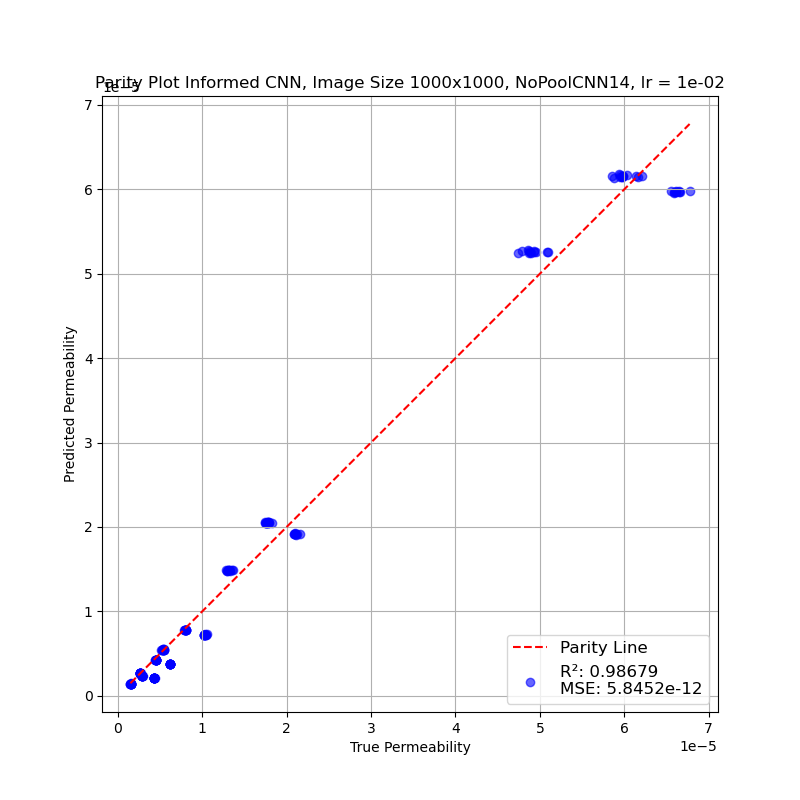 Parity Plot Informed CNN, Image Size 1000x1000, NoPoolCNN14, lr = 1e-02
1e−5
7
6
5
4
3
2
1
0
Predicted Permeability
Parity Line
R²: 0.98679
MSE: 5.8452e-12
0 1 2 3 4 5 6 7
1e−5
True Permeability